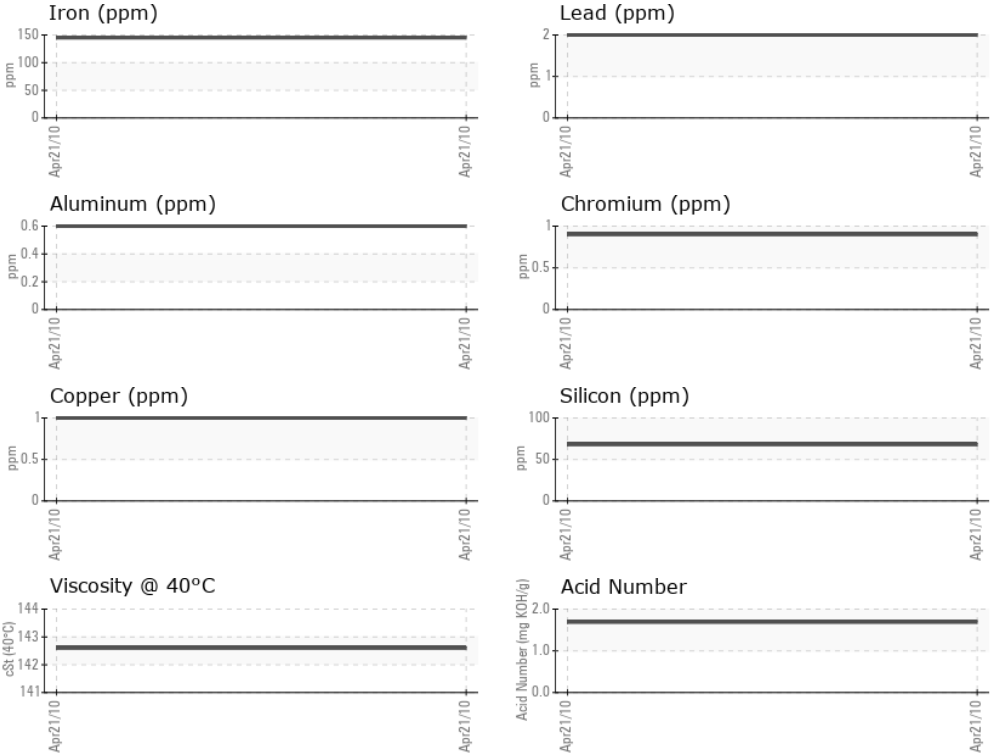 Iron (ppm)
ppm
150
100
50
0
Apr21/10
Apr21/10
Lead (ppm)
ppm
2
1
0
Apr21/10
Apr21/10
Aluminum (ppm)
ppm
0.6
0.4
0.2
0
Apr21/10
Apr21/10
Chromium (ppm)
ppm
1
0.5
0
Apr21/10
Apr21/10
Copper (ppm)
ppm
1
0.5
0
Apr21/10
Apr21/10
Silicon (ppm)
ppm
100
50
0
Apr21/10
Apr21/10
Viscosity @ 40°C
cSt (40°C)
144
143
142
141
Apr21/10
Apr21/10
Acid Number
Acid Number (mg KOH/g)
2.0
1.0
0.0
Apr21/10
Apr21/10